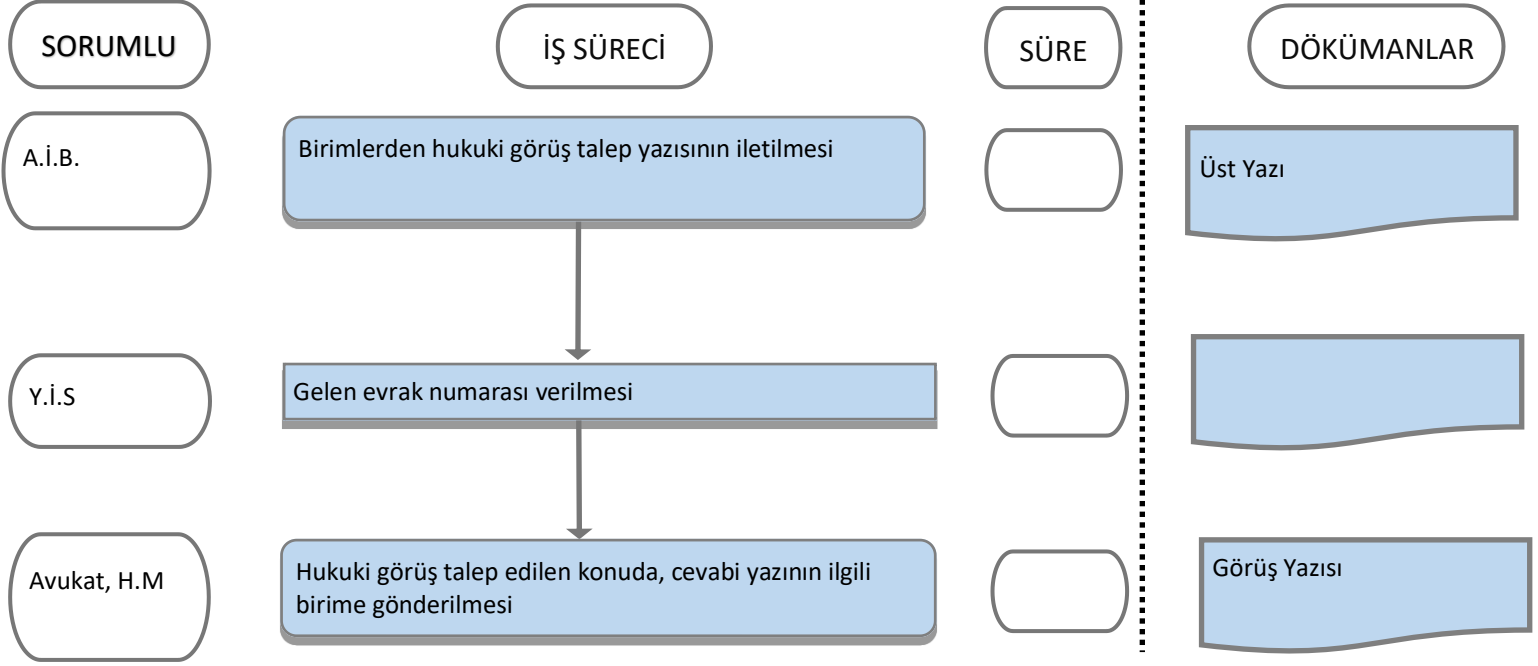 SORUMLU
İŞ SÜRECİ
SÜRE
DÖKÜMANLAR
A.İ.B.
Birimlerden hukuki görüş talep yazısının iletilmesi
Üst Yazı
Y.İ.S
Gelen evrak numarası verilmesi
Avukat, H.M
Hukuki görüş talep edilen konuda, cevabi yazının ilgili
birime gönderilmesi
Görüş Yazısı